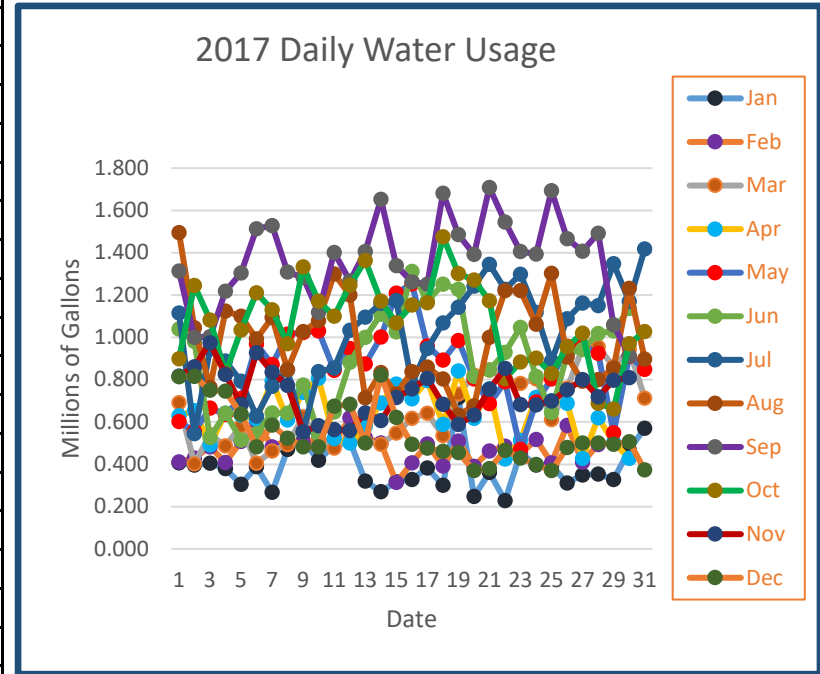 2017 Daily Water Usage
Millions of Gallons
1.800
1.600
1.400
1.200
1.000
0.800
0.600
0.400
0.200
0.000
1 3 5 7 9 11 13 15 17 19 21 23 25 27 29 31
Date
Jan
Feb
Mar
Apr
May
Jun
Jul
Aug
Sep
Oct
Nov
Dec